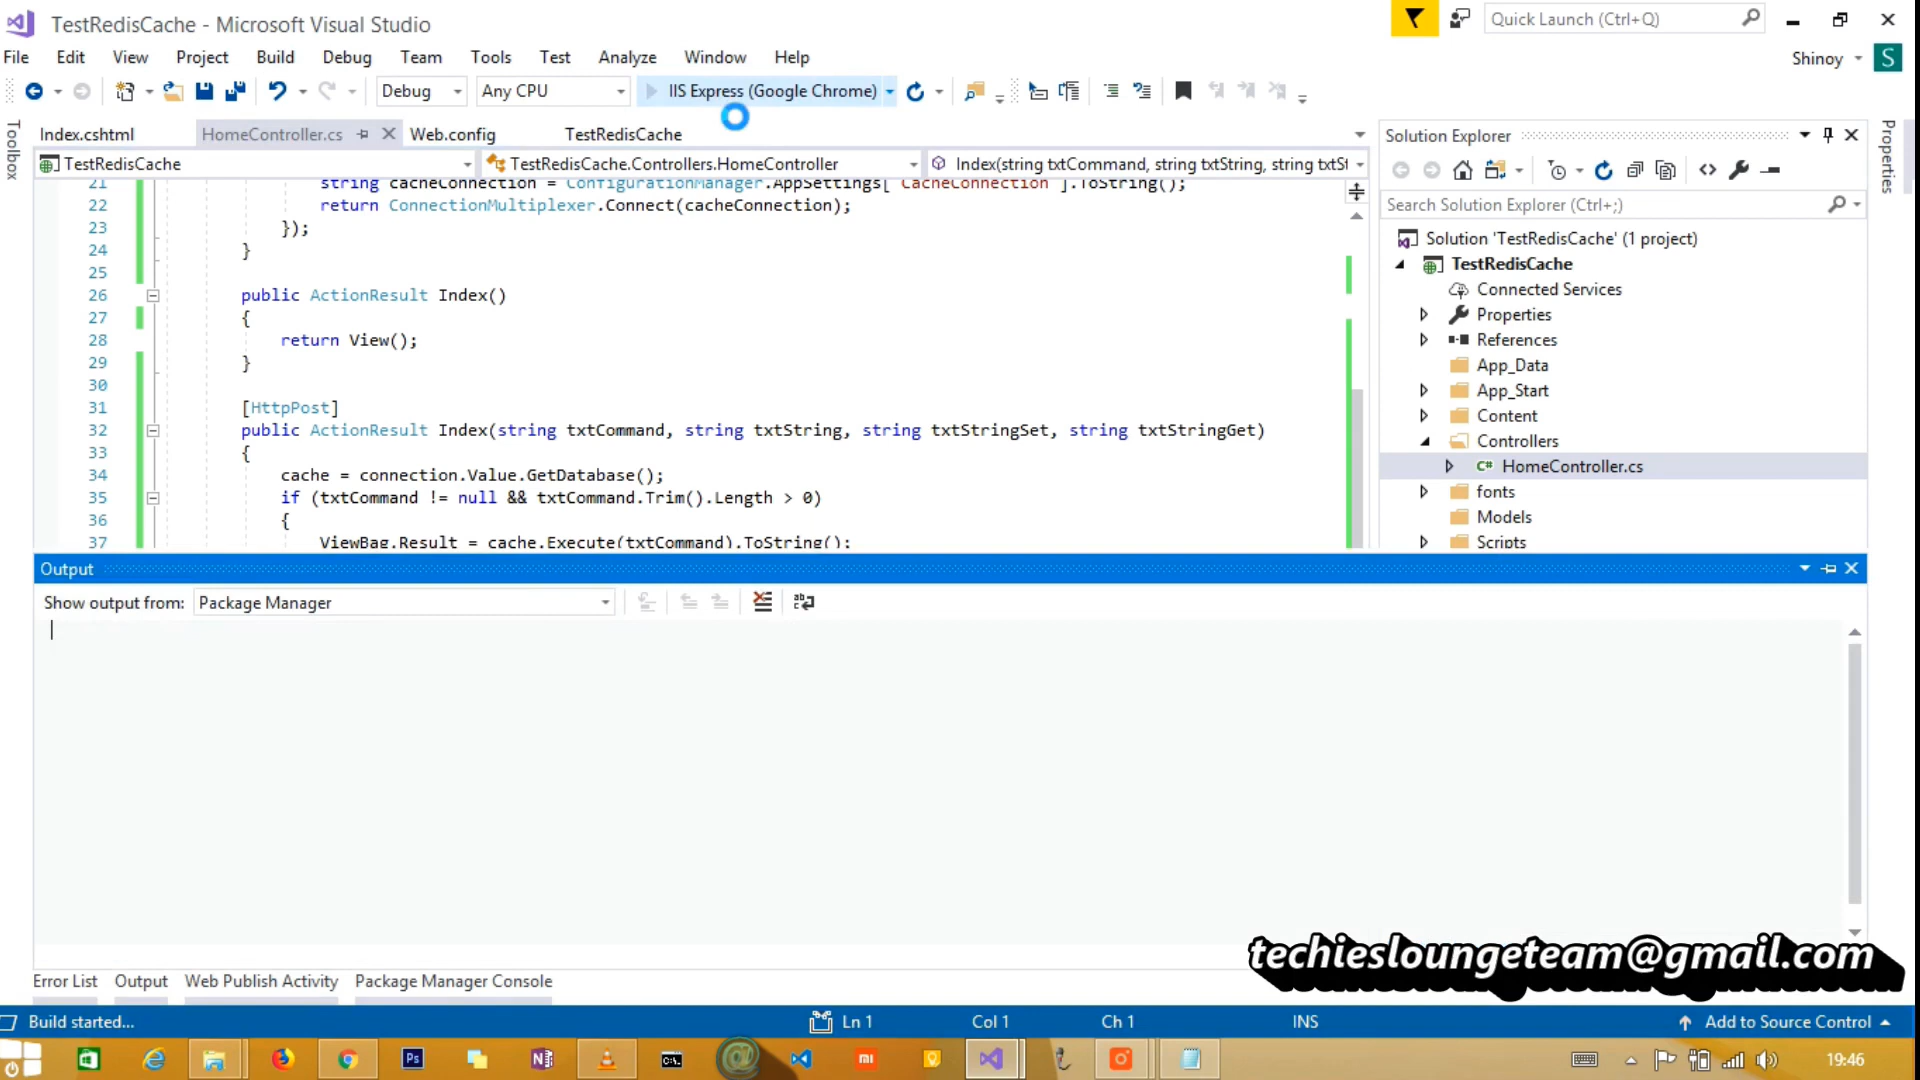 TestRedisCache - Microsoft Visual Studio
Quick Launch (Ctrl+Q)
File Edit View Project Build Debug Team Tools Test Analyze Window Help
Shinoy S
Debug Any CPU IIS Express (Google Chrome)
Toolbox
Index.cshtml HomeController.cs Web.config TestRedisCache
TestRedisCache TestRedisCache.Controllers.HomeController Index(string txtCommand, string txtString, string txtSt
21 string cacheConnection = ConfigurationManager.AppSettings["CacheConnection"].ToString();
22 return ConnectionMultiplexer.Connect(cacheConnection);
23 });
24 }
25
26 public ActionResult Index()
27 {
28 return View();
29 }
30
31 [HttpPost]
32 public ActionResult Index(string txtCommand, string txtString, string txtStringSet, string txtStringGet)
33 {
34 cache = connection.Value.GetDatabase();
35 if (txtCommand != null && txtCommand.Trim().Length > 0)
36 {
37 ViewBag.Result = cache.Execute(txtCommand).ToString();
Solution Explorer
Search Solution Explorer (Ctrl+;)
Solution 'TestRedisCache' (1 project)
TestRedisCache
Connected Services
Properties
References
App_Data
App_Start
Content
Controllers
C# HomeController.cs
fonts
Models
Scripts
Properties
Output
Show output from: Package Manager
techiesloungeteam@gmail.com
Error List Output Web Publish Activity Package Manager Console
Build started... Ln 1 Col 1 Ch 1 INS Add to Source Control
19:46